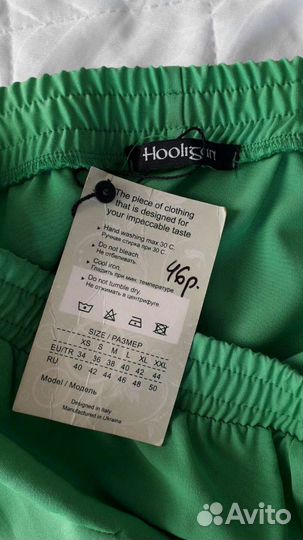 Hooligan
The piece of clothing
that is designed for
your impeccable taste
Hand washing max 30 C.
Ручная стирка при 30 С.
Do not bleach.
Не отбеливать.
Cool iron.
Гладить при мин. температуре
Do not tumble dry.
Не отжимать в центрифуге.
46р.
SIZE / РАЗМЕР
XS S M L XL XXL
EU/TR 34 36 38 40 42 44
RU 40 42 44 46 48 50
Model / Модель
Designed in Italy
Manufactured in Ukraine
Avito